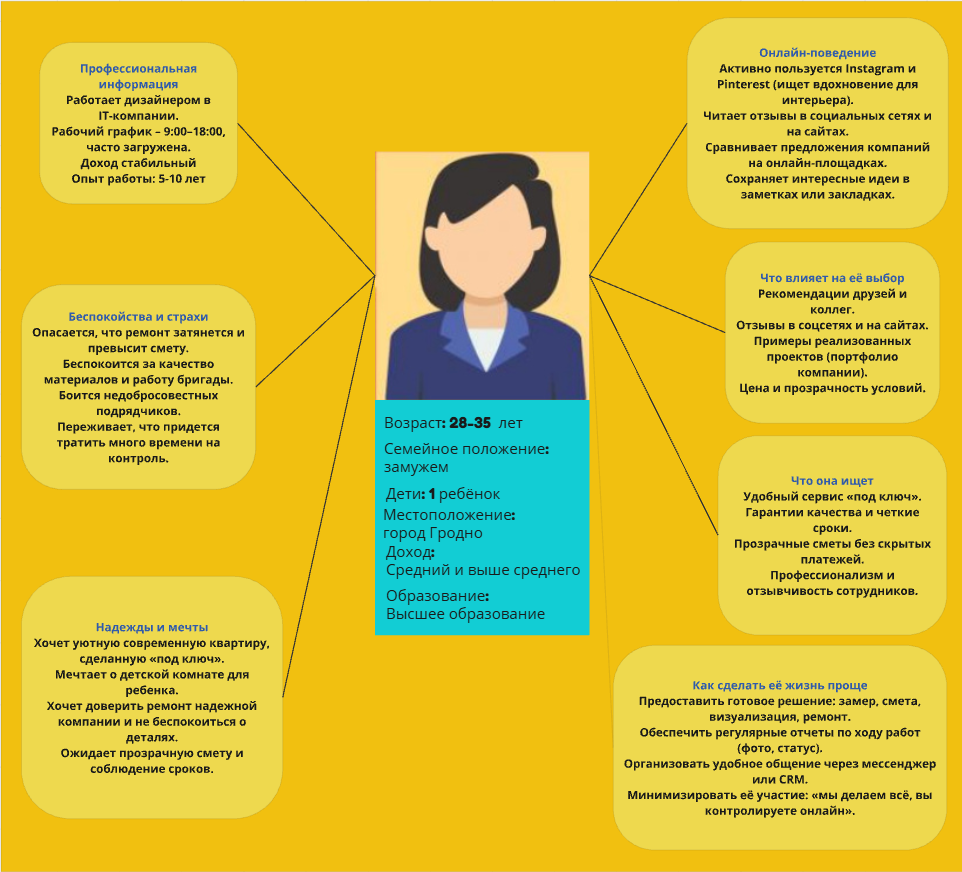 Профессиональная
информация
Работает дизайнером в
IT-компании.
Рабочий график – 9:00–18:00,
часто загружена.
Доход стабильный
Опыт работы: 5-10 лет
Беспокойства и страхи
Опасается, что ремонт затянется и
превысит смету.
Беспокоится за качество
материалов и работу бригады.
Боится недобросовестных
подрядчиков.
Переживает, что придется
тратить много времени на
контроль.
Надежды и мечты
Хочет уютную современную квартиру,
сделанную «под ключ».
Мечтает о детской комнате для
ребенка.
Хочет доверить ремонт надежной
компании и не беспокоиться о
деталях.
Ожидает прозрачную смету и
соблюдение сроков.
Возраст: 28-35 лет
Семейное положение:
замужем
Дети: 1 ребёнок
Местоположение:
город Гродно
Доход:
Средний и выше среднего
Образование:
Высшее образование
Онлайн-поведение
Активно пользуется Instagram и
Pinterest (ищет вдохновение для
интерьера).
Читает отзывы в социальных сетях и
на сайтах.
Сравнивает предложения компаний
на онлайн-площадках.
Сохраняет интересные идеи в
заметках или закладках.
Что влияет на её выбор
Рекомендации друзей и
коллег.
Отзывы в соцсетях и на сайтах.
Примеры реализованных
проектов (портфолио
компании).
Цена и прозрачность условий.
Что она ищет
Удобный сервис «под ключ».
Гарантии качества и четкие
сроки.
Прозрачные сметы без скрытых
платежей.
Профессионализм и
отзывчивость сотрудников.
Как сделать её жизнь проще
Предоставить готовое решение: замер, смета,
визуализация, ремонт.
Обеспечить регулярные отчеты по ходу работ
(фото, статус).
Организовать удобное общение через мессенджер
или CRM.
Минимизировать её участие: «мы делаем всё, вы
контролируете онлайн».